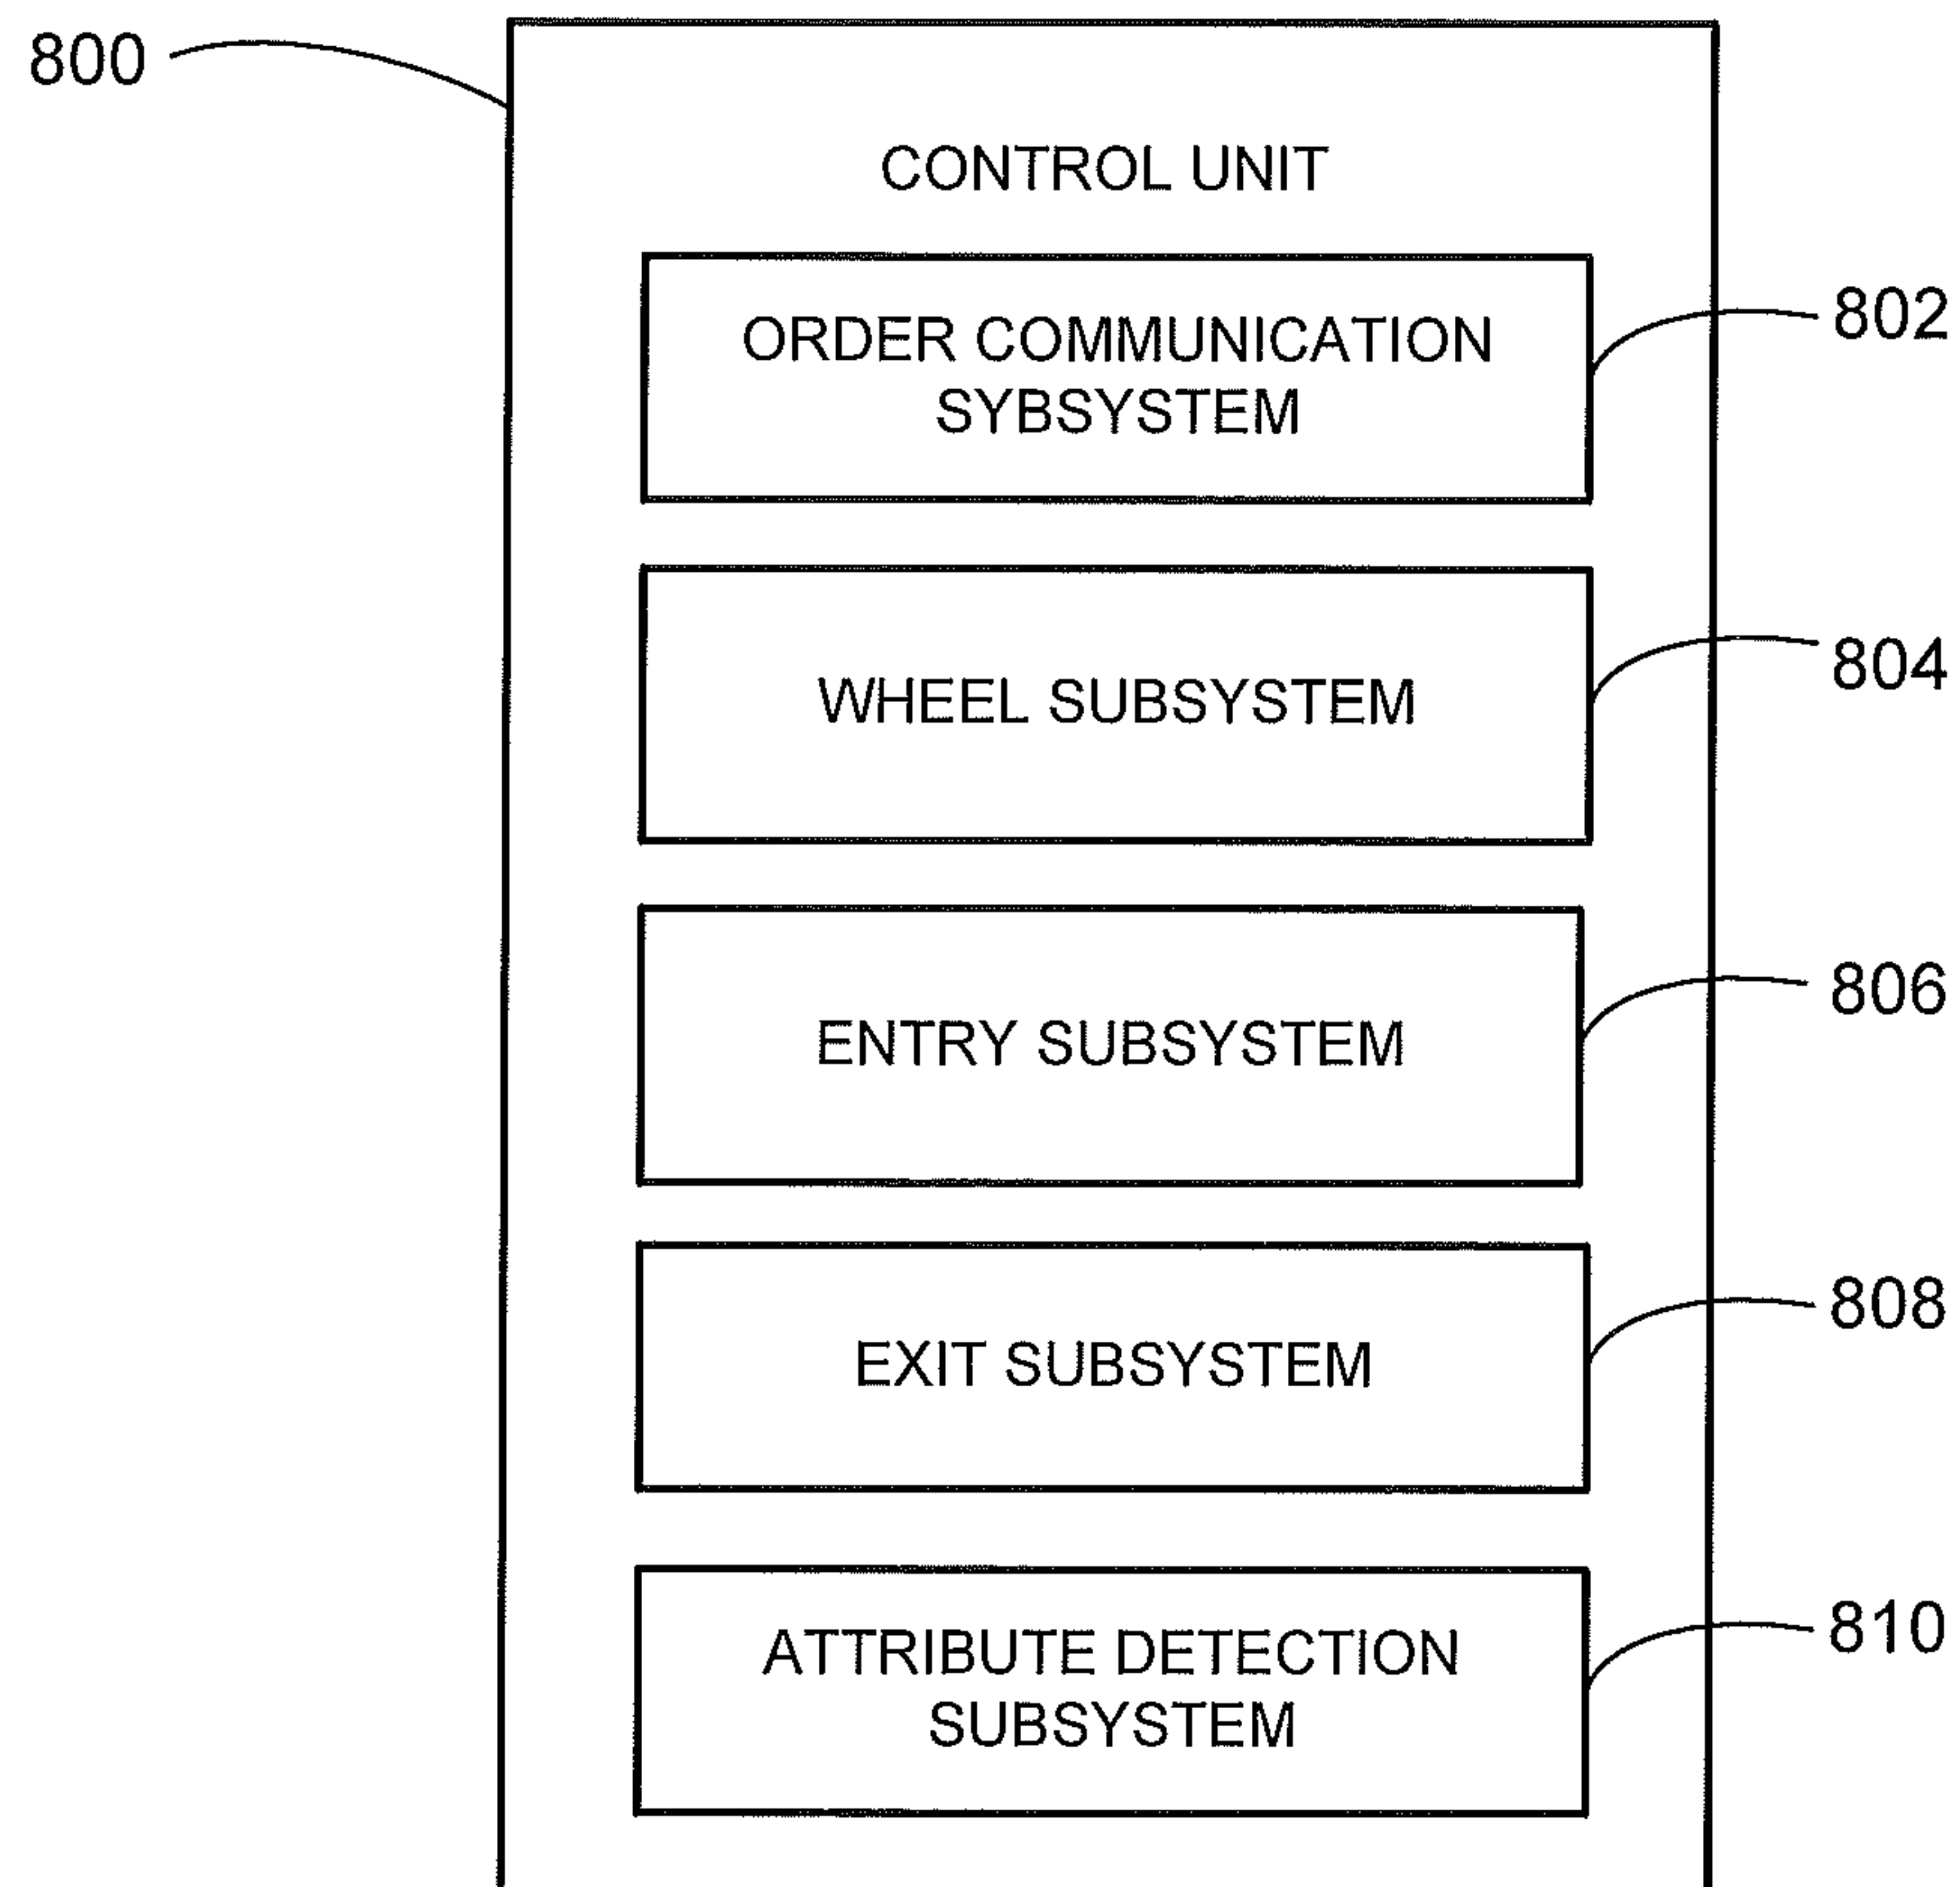 800
CONTROL UNIT
ORDER COMMUNICATION
SYBSYSTEM
802
WHEEL SUBSYSTEM
804
ENTRY SUBSYSTEM
806
EXIT SUBSYSTEM
808
ATTRIBUTE DETECTION
SUBSYSTEM
810